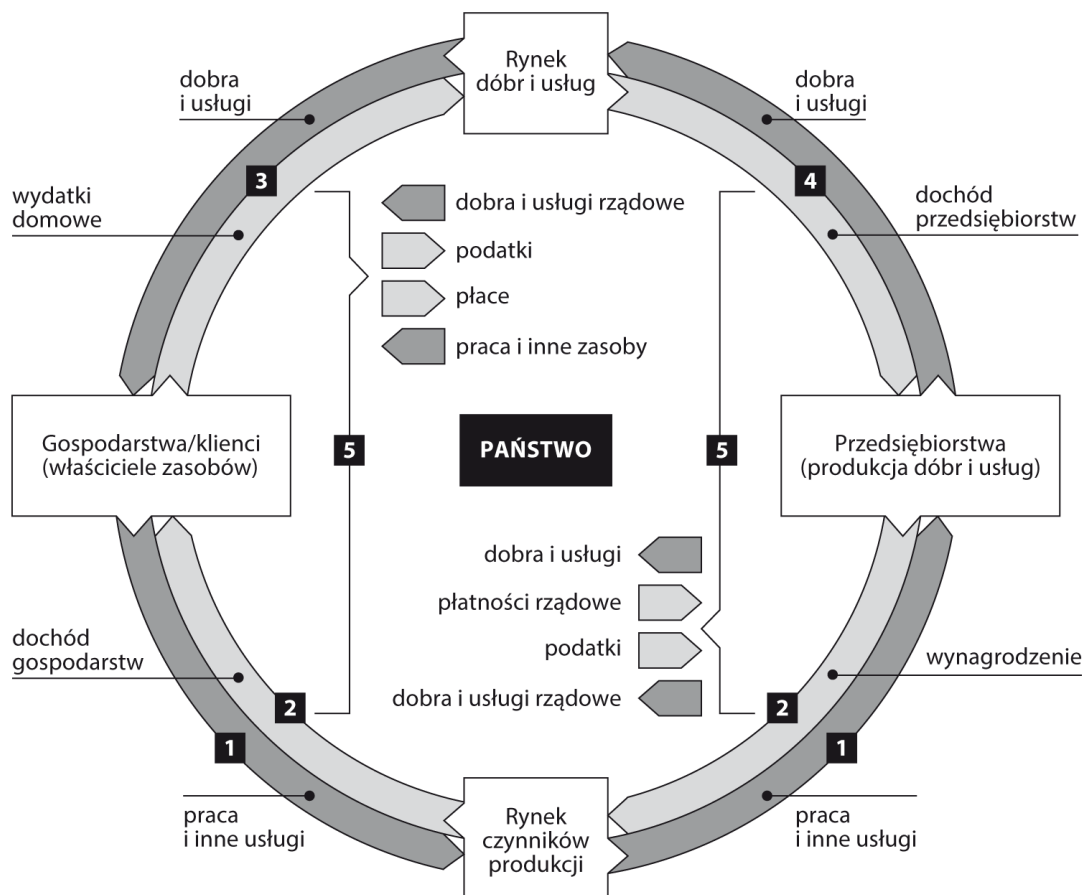 Rynek
dóbr i usług
dobra
i usługi
dobra
i usługi
3
4
wydatki
domowe
dochód
przedsiębiorstw
dobra i usługi rządowe
podatki
płace
praca i inne zasoby
Gospodarstwa/klienci
(właściciele zasobów)
5
PAŃSTWO
5
Przedsiębiorstwa
(produkcja dóbr i usług)
dobra i usługi
płatności rządowe
podatki
dobra i usługi rządowe
dochód
gospodarstw
wynagrodzenie
2
2
1
1
praca
i inne usługi
praca
i inne usługi
Rynek
czynników
produkcji